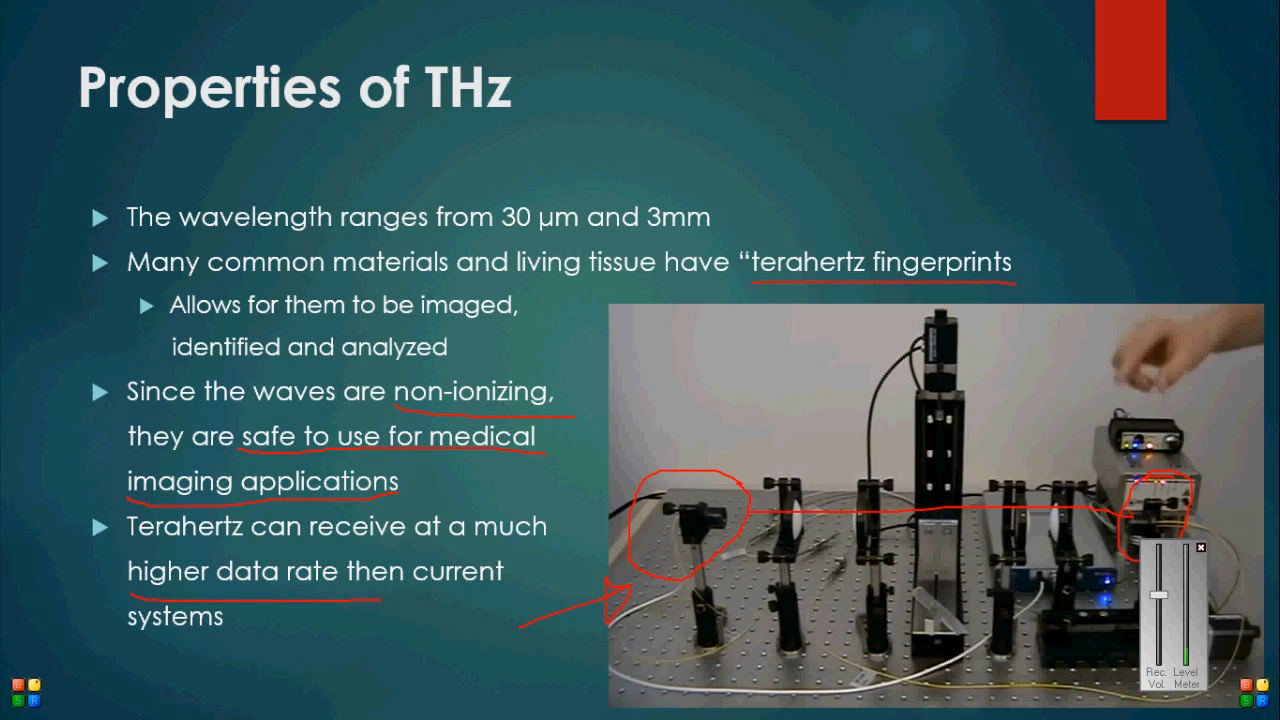 Properties of THz
The wavelength ranges from 30 µm and 3mm
Many common materials and living tissue have “terahertz fingerprints
Allows for them to be imaged,
identified and analyzed
Since the waves are non-ionizing,
they are safe to use for medical
imaging applications
Terahertz can receive at a much
higher data rate then current
systems
Rec. Level
Vol Meter